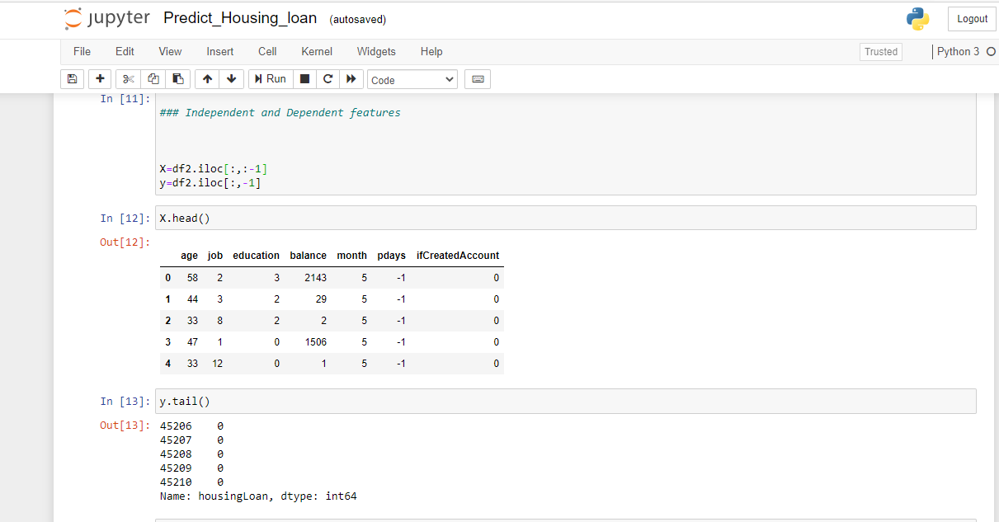 jupyter Predict_Housing_loan (autosaved)
Logout
File Edit View Insert Cell Kernel Widgets Help
Trusted
Python 3
Run
Code
In [11]:
### Independent and Dependent features
X=df2.iloc[:,:-1]
y=df2.iloc[:,-1]
In [12]: X.head()
Out[12]:
age job education balance month pdays ifCreatedAccount
0 58 2 3 2143 5 -1 0
1 44 3 2 29 5 -1 0
2 33 8 2 2 5 -1 0
3 47 1 0 1506 5 -1 0
4 33 12 0 1 5 -1 0
In [13]: y.tail()
Out[13]: 45206 0
45207 0
45208 0
45209 0
45210 0
Name: housingLoan, dtype: int64